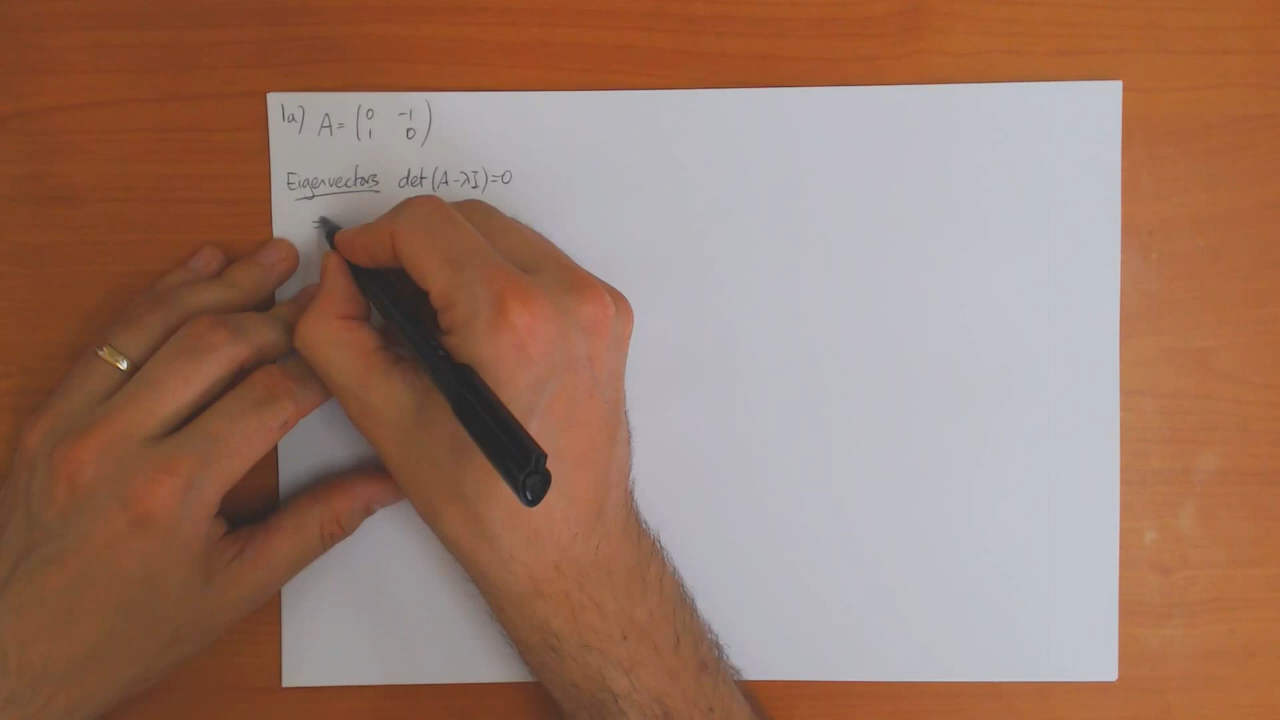 1a) A = (0 -1
1 0)
Eigenvectors det(A-λI)=0
=